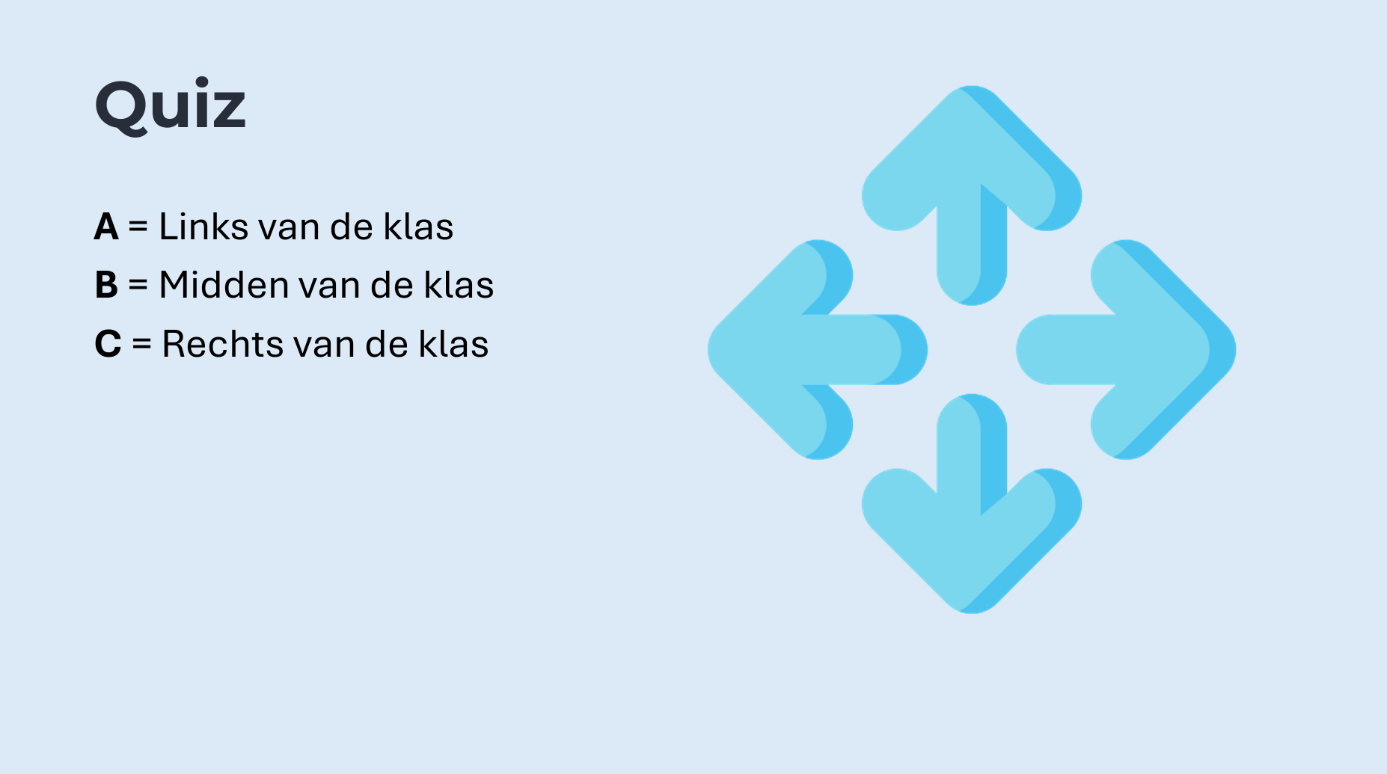 Quiz
A = Links van de klas
B = Midden van de klas
C = Rechts van de klas